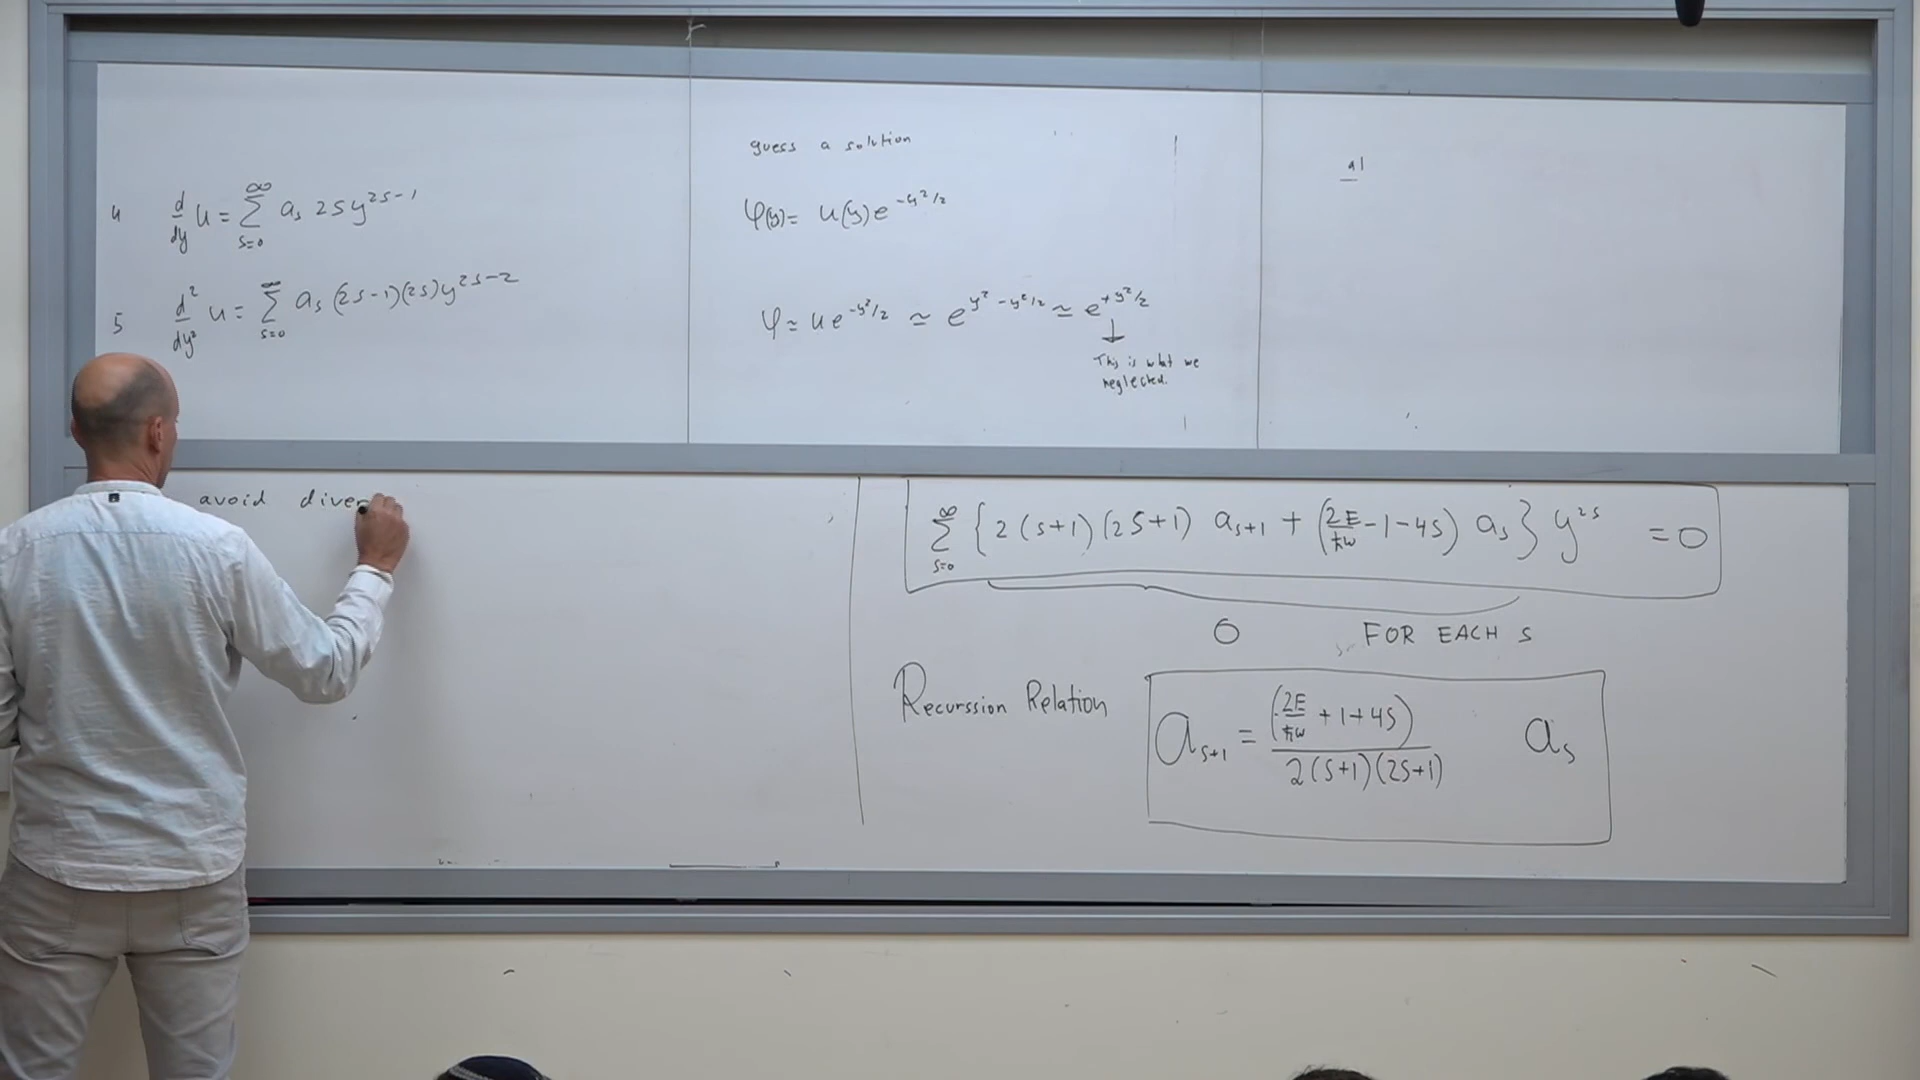 4 d/dy u = ∑_{s=0}^{∞} a_s 2s y^{2s-1}
5 d²/dy² u = ∑_{s=0}^{∞} a_s (2s-1)(2s) y^{2s-2}
guess a solution
φ(y) = u(y) e^{-y²/2}
φ ≃ u e^{-y²/2} ≃ e^{y² - y²/2} ≃ e^{+y²/2}
↓
This is what we
neglected.
al
avoid diver
∑_{s=0}^{∞} { 2(s+1)(2s+1) a_{s+1} + (2E/ħω - 1 - 4s) a_s } y^{2s} = 0
0 FOR EACH s
Recurssion Relation
a_{s+1} = (2E/ħω + 1 + 4s) / 2(s+1)(2s+1) a_s